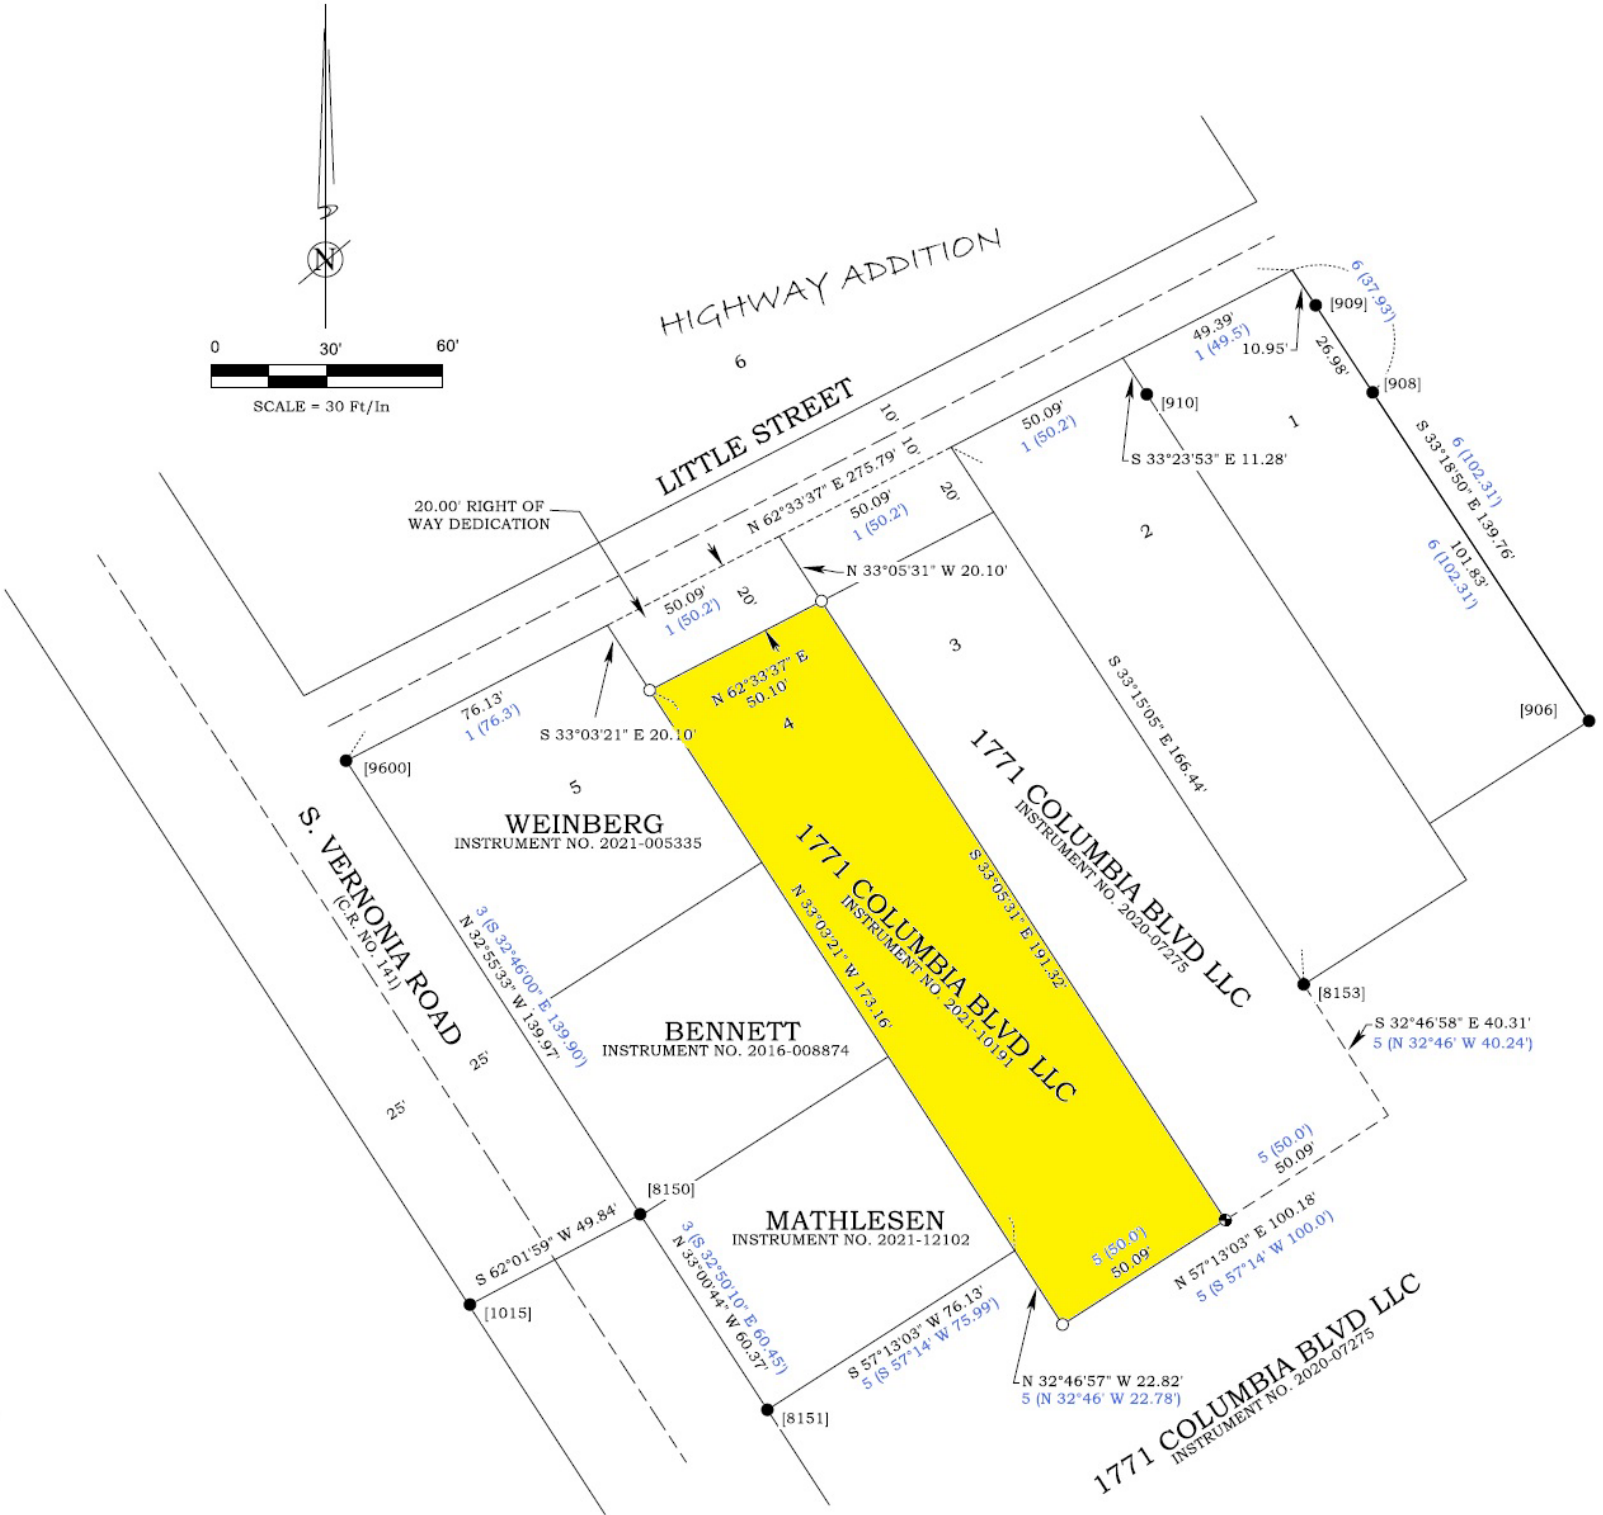 N
0 30' 60'
SCALE = 30 Ft/In
HIGHWAY ADDITION
6
LITTLE STREET
10'
10'
N 62°33'37" E 275.79'
20.00' RIGHT OF
WAY DEDICATION
6 (37.93')
[909]
10.95'
26.98'
[908]
49.39'
1 (49.5')
[910]
S 33°23'53" E 11.28'
50.09'
1 (50.2')
1
6 (102.31')
S 33°18'50" E 139.76'
101.83'
6 (102.31')
[906]
2
50.09'
1 (50.2')
20'
N 33°05'31" W 20.10'
50.09'
1 (50.2')
20'
3
S 33°15'05" E 166.44'
76.13'
1 (76.3')
S 33°03'21" E 20.10'
N 62°33'37" E
50.10'
4
[9600]
5
WEINBERG
INSTRUMENT NO. 2021-005335
1771 COLUMBIA BLVD LLC
INSTRUMENT NO. 2020-07275
1771 COLUMBIA BLVD LLC
INSTRUMENT NO. 2021-10191
S 33°05'31" E 191.32'
N 33°03'21" W 173.16'
S. VERNONIA ROAD
(C.R. NO. 141)
25'
25'
3 (S 32°46'00" E 139.90')
N 32°55'33" W 139.97'
BENNETT
INSTRUMENT NO. 2016-008874
[8153]
S 32°46'58" E 40.31'
5 (N 32°46' W 40.24')
5 (50.0')
50.09'
[8150]
S 62°01'59" W 49.84'
[1015]
MATHLESEN
INSTRUMENT NO. 2021-12102
3 (S 32°50'10" E 60.45')
N 33°00'44" W 60.37'
5 (50.0')
50.09'
N 57°13'03" E 100.18'
5 (S 57°14' W 100.0')
S 57°13'03" W 76.13'
5 (S 57°14' W 75.99')
N 32°46'57" W 22.82'
5 (N 32°46' W 22.78')
[8151]
1771 COLUMBIA BLVD LLC
INSTRUMENT NO. 2020-07275